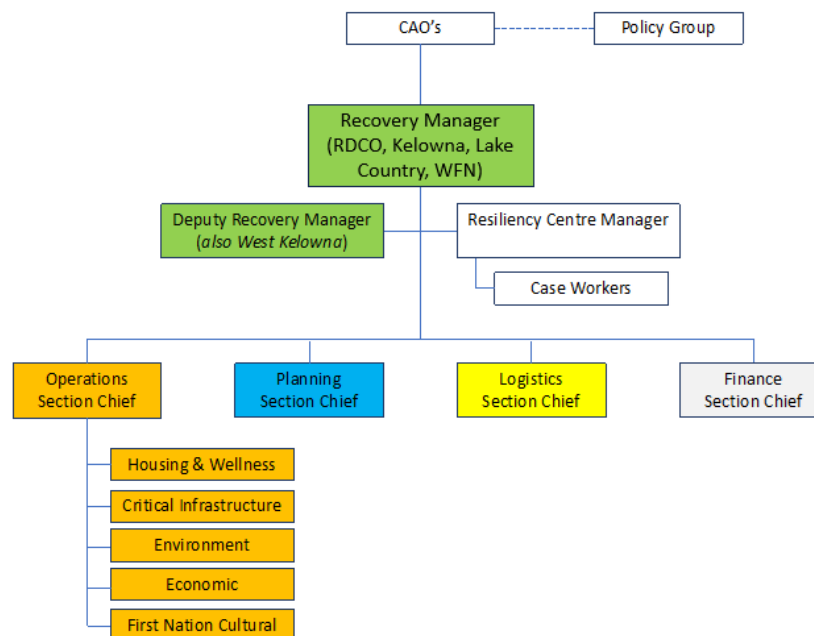 CAO's
Policy Group
Recovery Manager
(RDCO, Kelowna, Lake
Country, WFN)
Deputy Recovery Manager
(also West Kelowna)
Resiliency Centre Manager
Case Workers
Operations
Section Chief
Planning
Section Chief
Logistics
Section Chief
Finance
Section Chief
Housing & Wellness
Critical Infrastructure
Environment
Economic
First Nation Cultural